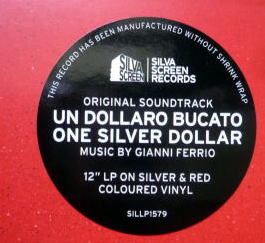 THIS RECORD HAS BEEN MANUFACTURED WITHOUT SHRINK WRAP
SILVA
SCREEN
SILVA
SCREEN
RECORDS
ORIGINAL SOUNDTRACK
UN DOLLARO BUCATO
ONE SILVER DOLLAR
MUSIC BY GIANNI FERRIO
12" LP ON SILVER & RED
COLOURED VINYL
SILLP1579